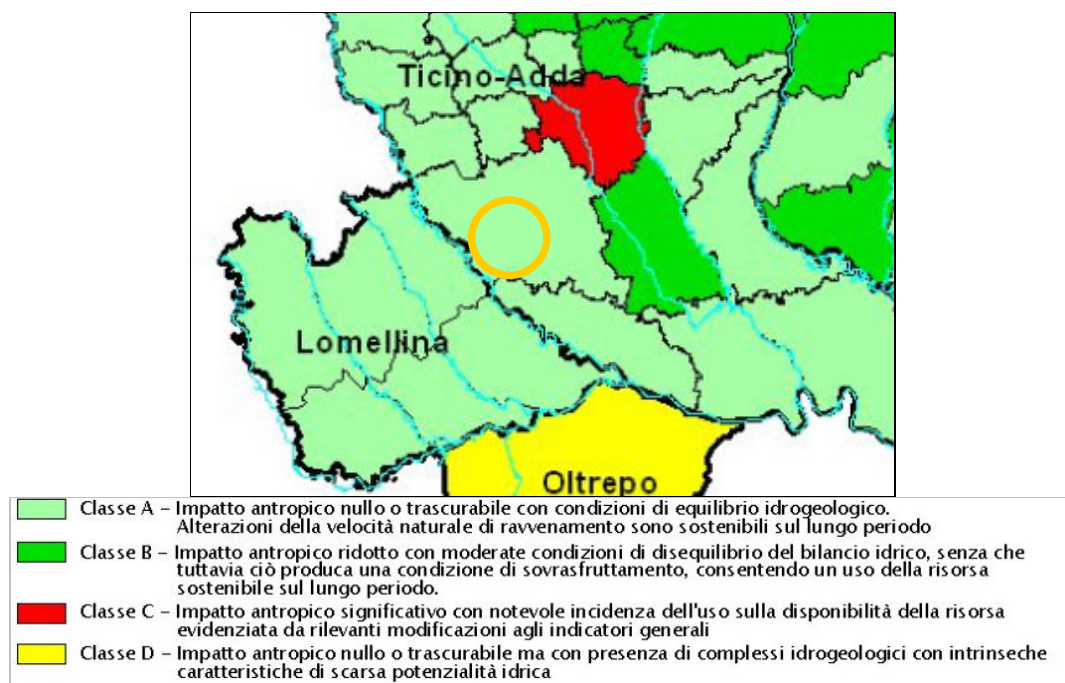 Ticino-Adda
Lomellina
Oltrepo
Classe A – Impatto antropico nullo o trascurabile con condizioni di equilibrio idrogeologico.
Alterazioni della velocità naturale di ravvenamento sono sostenibili sul lungo periodo
Classe B – Impatto antropico ridotto con moderate condizioni di disequilibrio del bilancio idrico, senza che
tuttavia ciò produca una condizione di sovrasfruttamento, consentendo un uso della risorsa
sostenibile sul lungo periodo.
Classe C – Impatto antropico significativo con notevole incidenza dell'uso sulla disponibilità della risorsa
evidenziata da rilevanti modificazioni agli indicatori generali
Classe D – Impatto antropico nullo o trascurabile ma con presenza di complessi idrogeologici con intrinseche
caratteristiche di scarsa potenzialità idrica